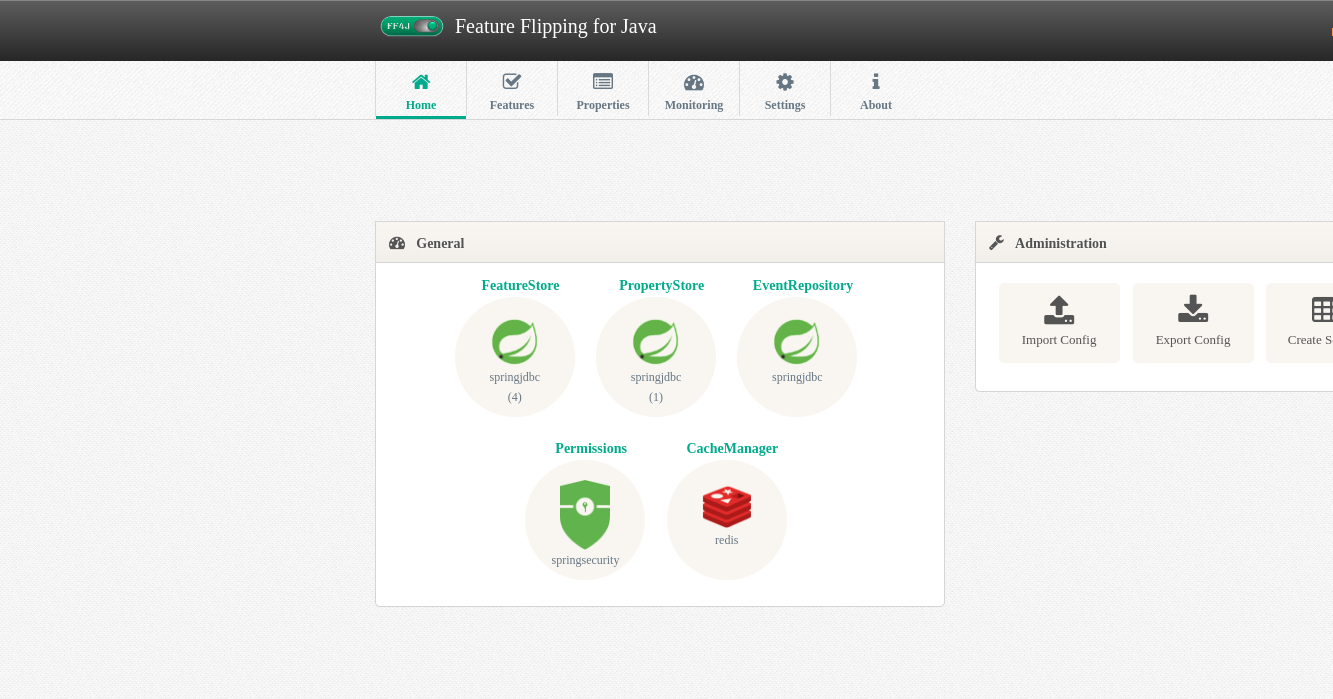 FF4J
Feature Flipping for Java
Home
Features
Properties
Monitoring
Settings
About
General
FeatureStore
PropertyStore
EventRepository
springjdbc
(4)
springjdbc
(1)
springjdbc
Permissions
CacheManager
springsecurity
redis
Administration
Import Config
Export Config
Create S